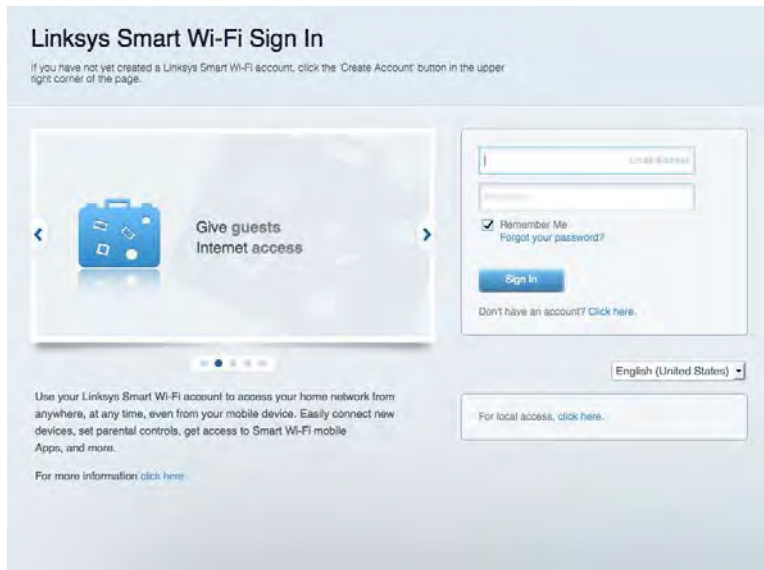 Linksys Smart Wi-Fi Sign In
If you have not yet created a Linksys Smart Wi-Fi account, click the 'Create Account' button in the upper
right corner of the page.
Give guests
Internet access
Email Address
Remember Me
Forgot your password?
Sign In
Don't have an account? Click here.
English (United States)
Use your Linksys Smart Wi-Fi account to access your home network from
anywhere, at any time, even from your mobile device. Easily connect new
devices, set parental controls, get access to Smart Wi-Fi mobile
Apps, and more.
For local access, click here.
For more information click here.